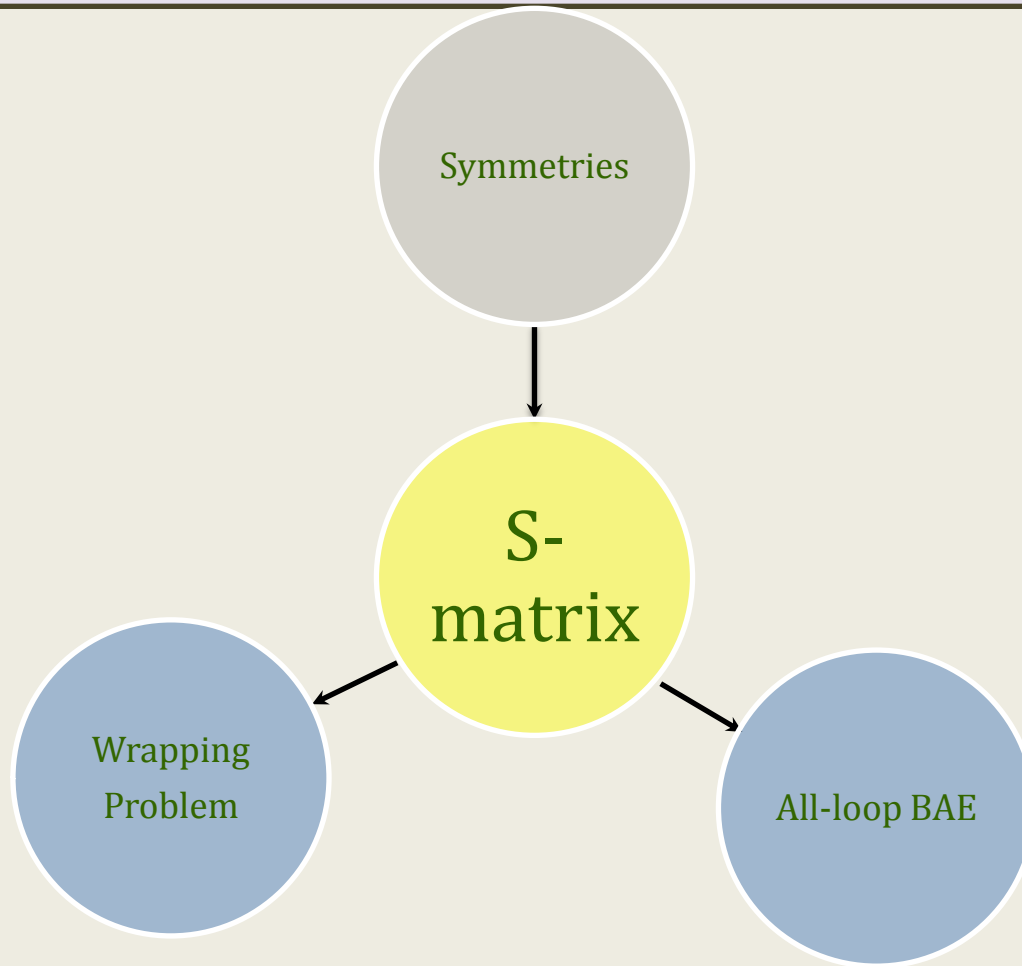 Symmetries
S-
matrix
Wrapping
Problem
All-loop BAE